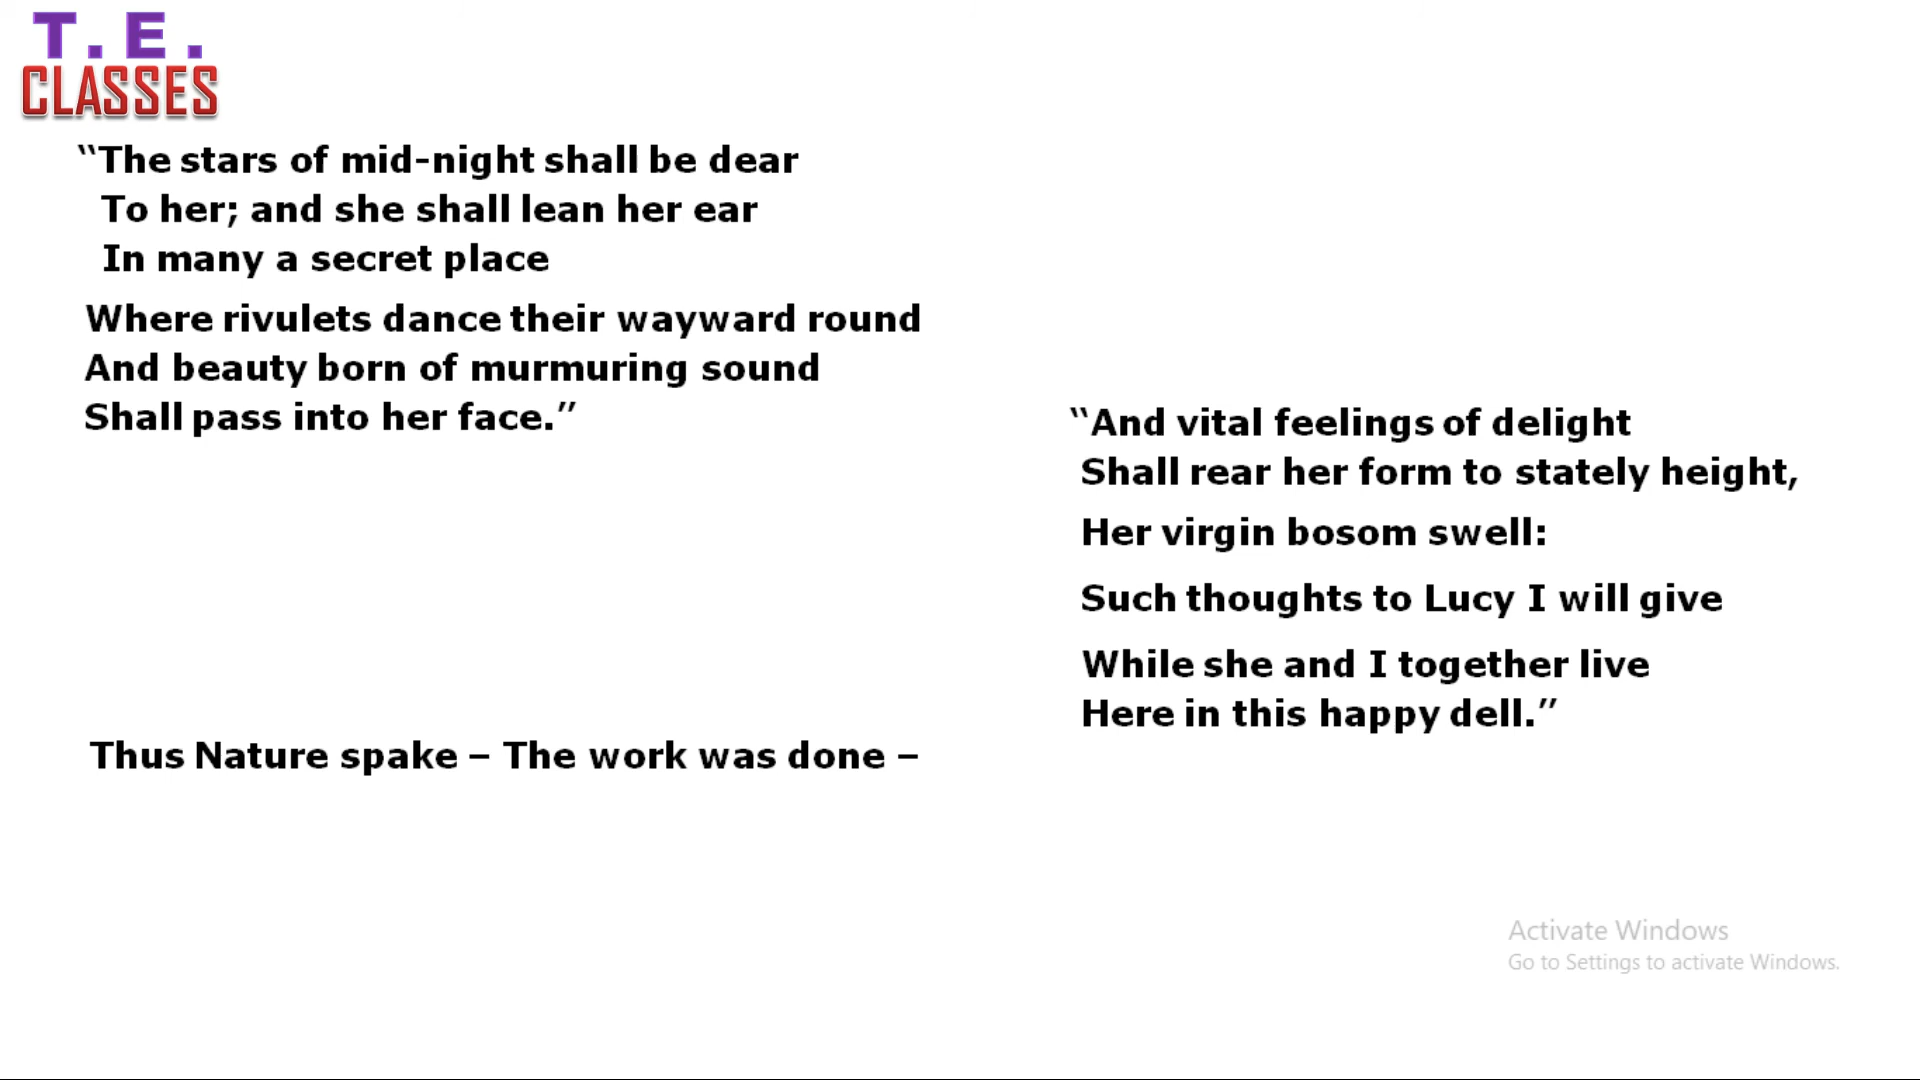 T.E.
CLASSES
“The stars of mid-night shall be dear
To her; and she shall lean her ear
In many a secret place
Where rivulets dance their wayward round
And beauty born of murmuring sound
Shall pass into her face.”
“And vital feelings of delight
Shall rear her form to stately height,
Her virgin bosom swell:
Such thoughts to Lucy I will give
While she and I together live
Here in this happy dell.”
Thus Nature spake – The work was done –
Activate Windows
Go to Settings to activate Windows.